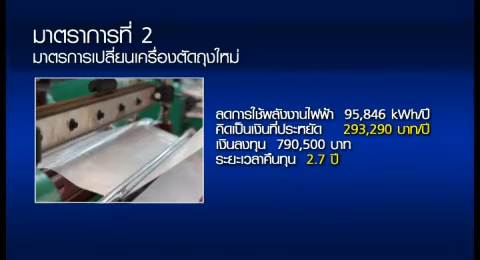 มาตราการที่ 2
มาตรการเปลี่ยนเครื่องตัดถุงใหม่
ลดการใช้พลังงานไฟฟ้า 95,846 kWh/ปี
คิดเป็นเงินที่ประหยัด 293,290 บาท/ปี
เงินลงทุน 790,500 บาท
ระยะเวลาคืนทุน 2.7 ปี